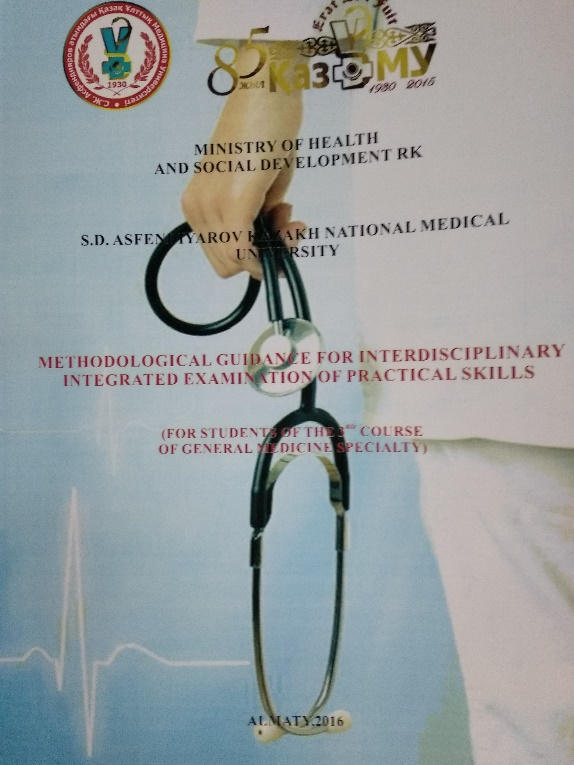 С.Ж. Асфендияров атындағы Қазақ Ұлттық Медицина Университеті
1930
85
жыл
ҚазҰМУ
1930 2015
MINISTRY OF HEALTH
AND SOCIAL DEVELOPMENT RK
S.D. ASFENDIYAROV KAZAKH NATIONAL MEDICAL
UNIVERSITY
METHODOLOGICAL GUIDANCE FOR INTERDISCIPLINARY
INTEGRATED EXAMINATION OF PRACTICAL SKILLS
(FOR STUDENTS OF THE 3RD COURSE
OF GENERAL MEDICINE SPECIALTY)
ALMATY,2016